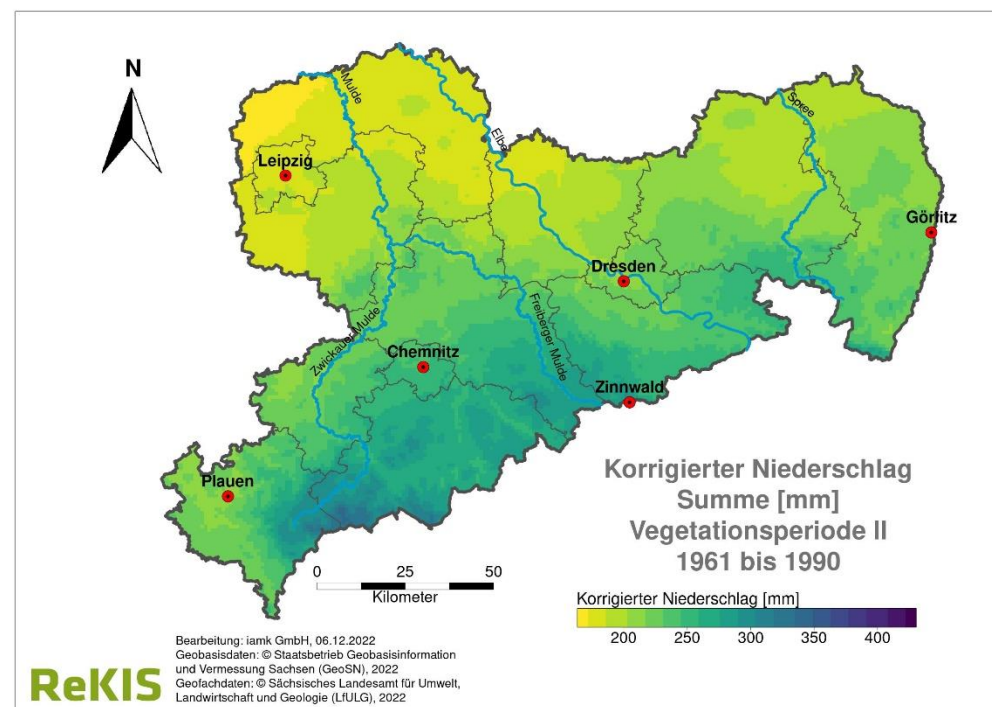 N
Mulde
Elbe
Spree
Leipzig
Görlitz
Dresden
Zwickauer Mulde
Chemnitz
Freiberger Mulde
Zinnwald
Plauen
Korrigierter Niederschlag
Summe [mm]
Vegetationsperiode II
1961 bis 1990
0 25 50
Kilometer
Korrigierter Niederschlag [mm]
200 250 300 350 400
Bearbeitung: iamk GmbH, 06.12.2022
Geobasisdaten: © Staatsbetrieb Geobasisinformation
und Vermessung Sachsen (GeoSN), 2022
Geofachdaten: © Sächsisches Landesamt für Umwelt,
Landwirtschaft und Geologie (LfULG), 2022
ReKIS